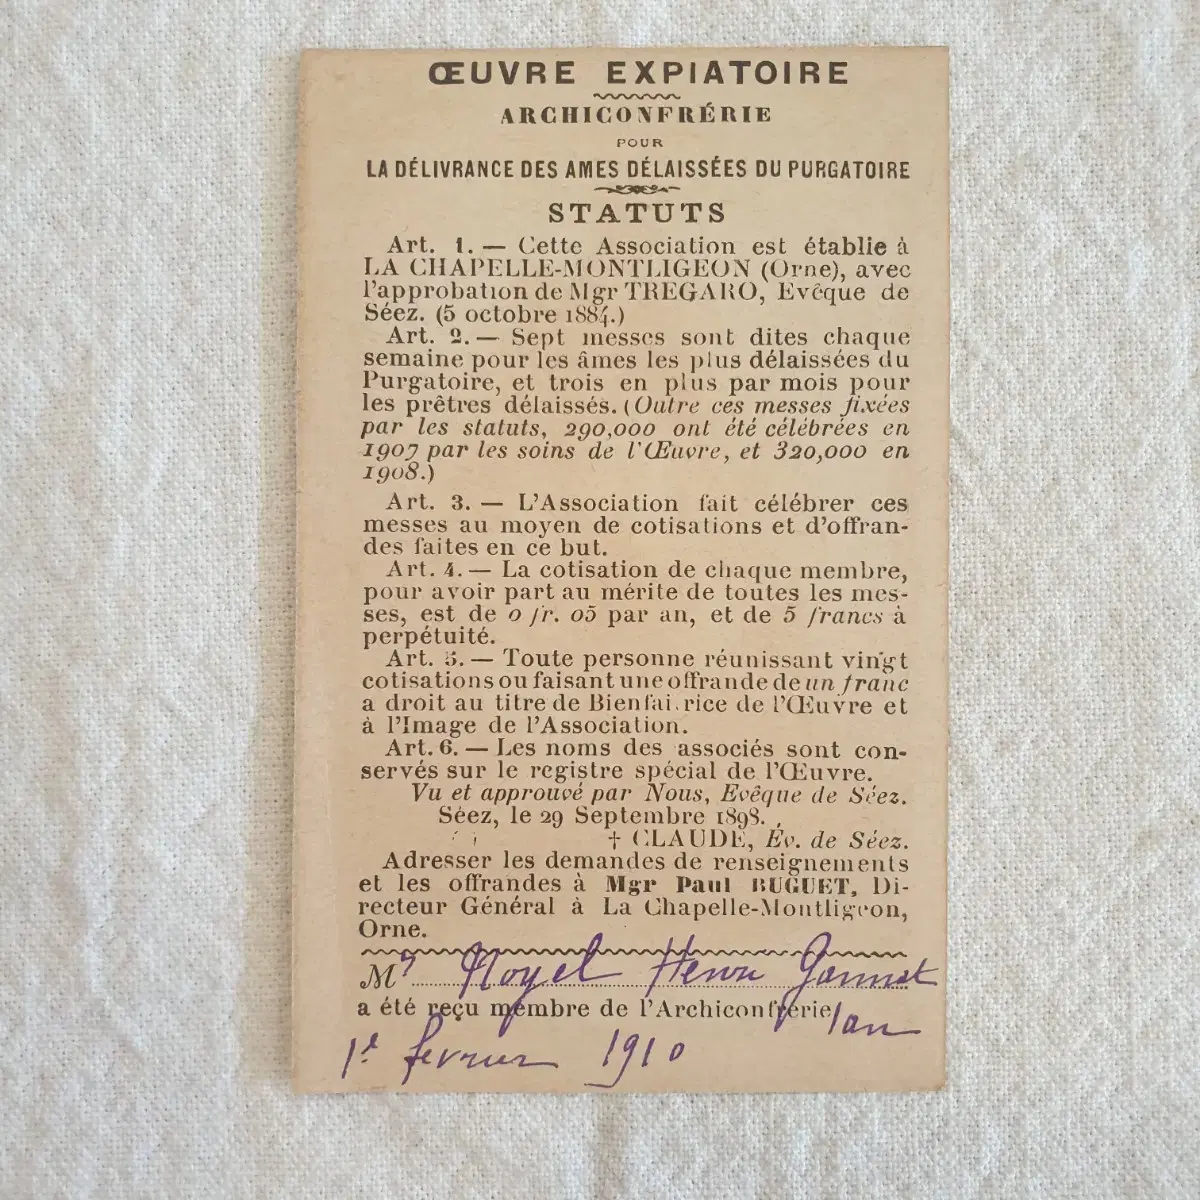 ŒUVRE EXPIATOIRE
ARCHICONFRÉRIE
POUR
LA DÉLIVRANCE DES AMES DÉLAISSÉES DU PURGATOIRE
STATUTS
Art. 1. — Cette Association est établie à
LA CHAPELLE-MONTLIGEON (Orne), avec
l'approbation de Mgr TREGARO, Evêque de
Séez. (5 octobre 1884.)
Art. 2. — Sept messes sont dites chaque
semaine pour les âmes les plus délaissées du
Purgatoire, et trois en plus par mois pour
les prêtres délaissés. (Outre ces messes fixées
par les statuts, 290,000 ont été célébrées en
1907 par les soins de l'Œuvre, et 320,000 en
1908.)
Art. 3. — L'Association fait célébrer ces
messes au moyen de cotisations et d'offran-
des faites en ce but.
Art. 4. — La cotisation de chaque membre,
pour avoir part au mérite de toutes les mes-
ses, est de 0 fr. 05 par an, et de 5 francs à
perpétuité.
Art. 5. — Toute personne réunissant vingt
cotisations ou faisant une offrande de un franc
a droit au titre de Bienfai.rice de l'Œuvre et
à l'Image de l'Association.
Art. 6. — Les noms des associés sont con-
servés sur le registre spécial de l'Œuvre.
Vu et approuvé par Nous, Evêque de Séez.
Séez, le 29 Septembre 1898.
† CLAUDE, Ev. de Séez.
Adresser les demandes de renseignements
et les offrandes à Mgr Paul BUGUET, Di-
recteur Général à La Chapelle-Montligeon,
Orne.
M Henri
a été reçu membre de l'Archiconfrérie 1 an
1er fevrier 1910